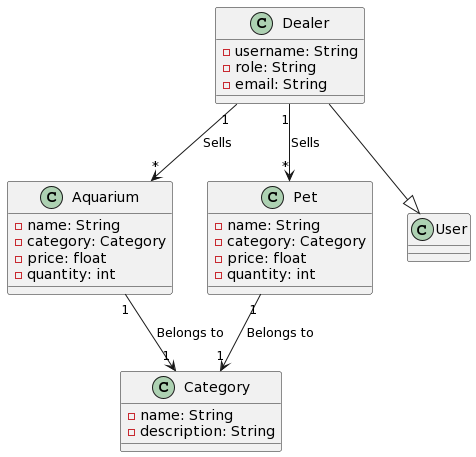 C Dealer
username: String
role: String
email: String
1
1
Sells
Sells
*
*
C Aquarium
name: String
category: Category
price: float
quantity: int
C Pet
name: String
category: Category
price: float
quantity: int
C User
1
1
Belongs to
Belongs to
1
1
C Category
name: String
description: String